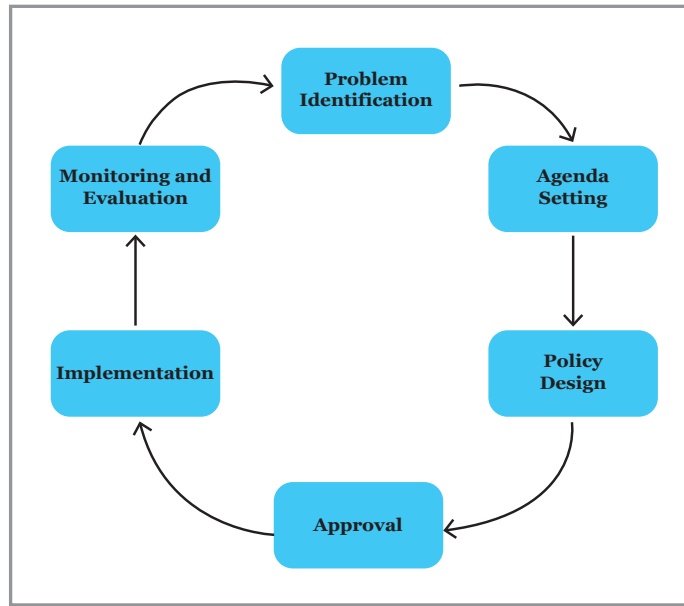 Problem
Identification
Agenda
Setting
Policy
Design
Approval
Implementation
Monitoring and
Evaluation